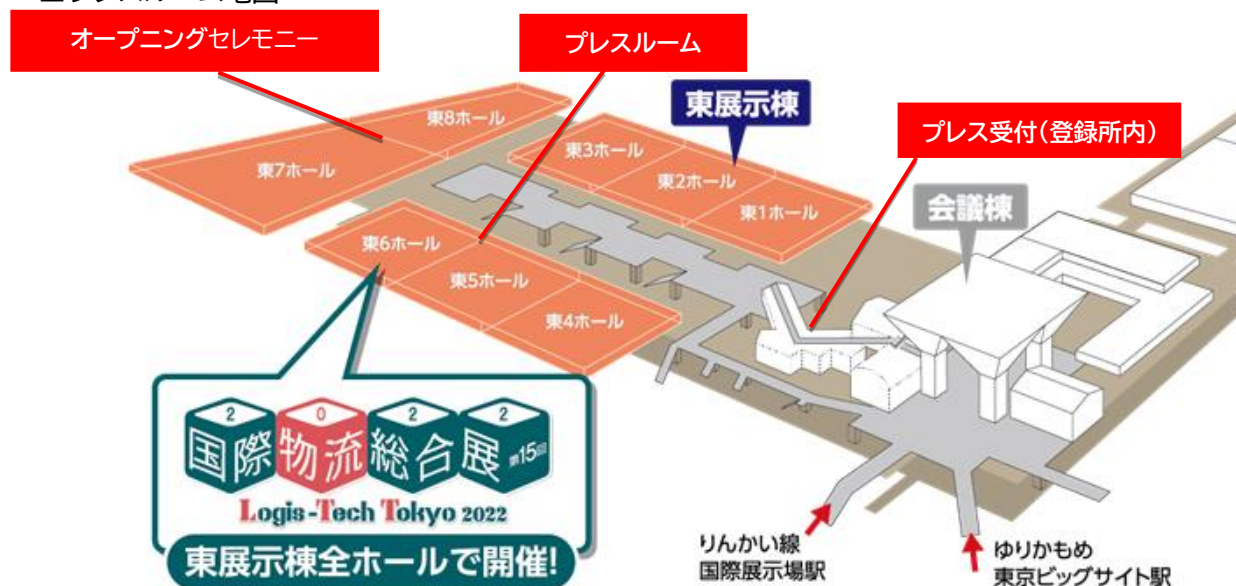 オープニングセレモニー
プレスルーム
東展示棟
プレス受付(登録所内)
東8ホール
東7ホール
東3ホール
東2ホール
東1ホール
会議棟
東6ホール
東5ホール
東4ホール
2 0 2 2
国際物流総合展 第15回
Logis-Tech Tokyo 2022
東展示棟全ホールで開催!
りんかい線
国際展示場駅
ゆりかもめ
東京ビッグサイト駅